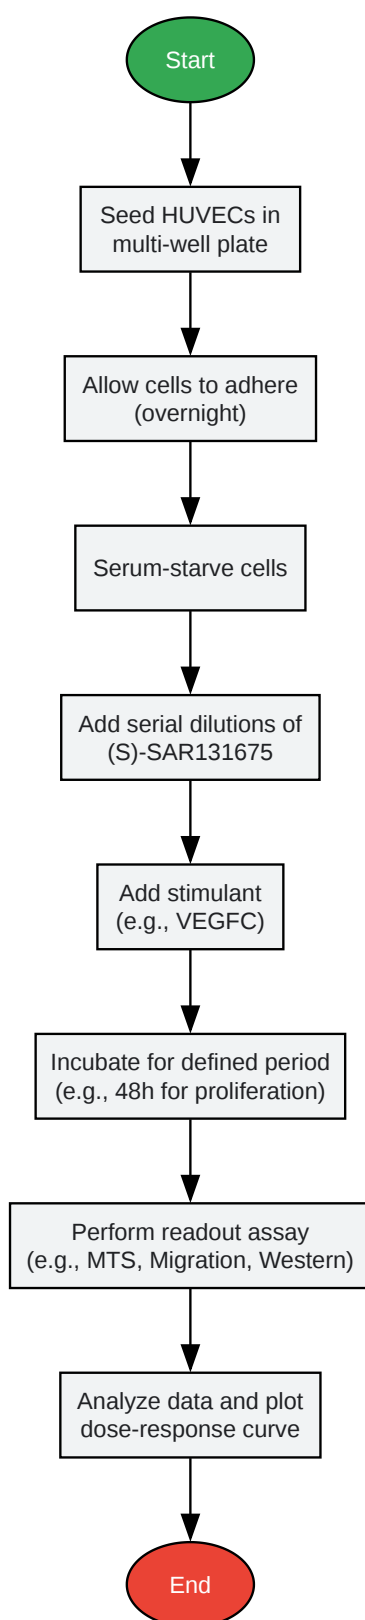 Start
Seed HUVECs in
multi-well plate
Allow cells to adhere
(overnight)
Serum-starve cells
Add serial dilutions of
(S)-SAR131675
Add stimulant
(e.g., VEGFC)
Incubate for defined period
(e.g., 48h for proliferation)
Perform readout assay
(e.g., MTS, Migration, Western)
Analyze data and plot
dose-response curve
End